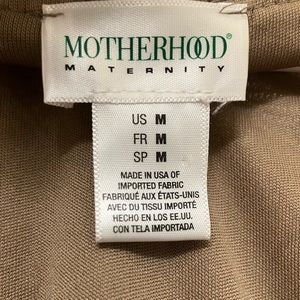 MOTHERHOOD®
MATERNITY
US M
FR M
SP M
MADE IN USA OF
IMPORTED FABRIC
FABRIQUÉ AUX ÉTATS-UNIS
AVEC DU TISSU IMPORTÉ
HECHO EN LOS EE.UU.
CON TELA IMPORTADA